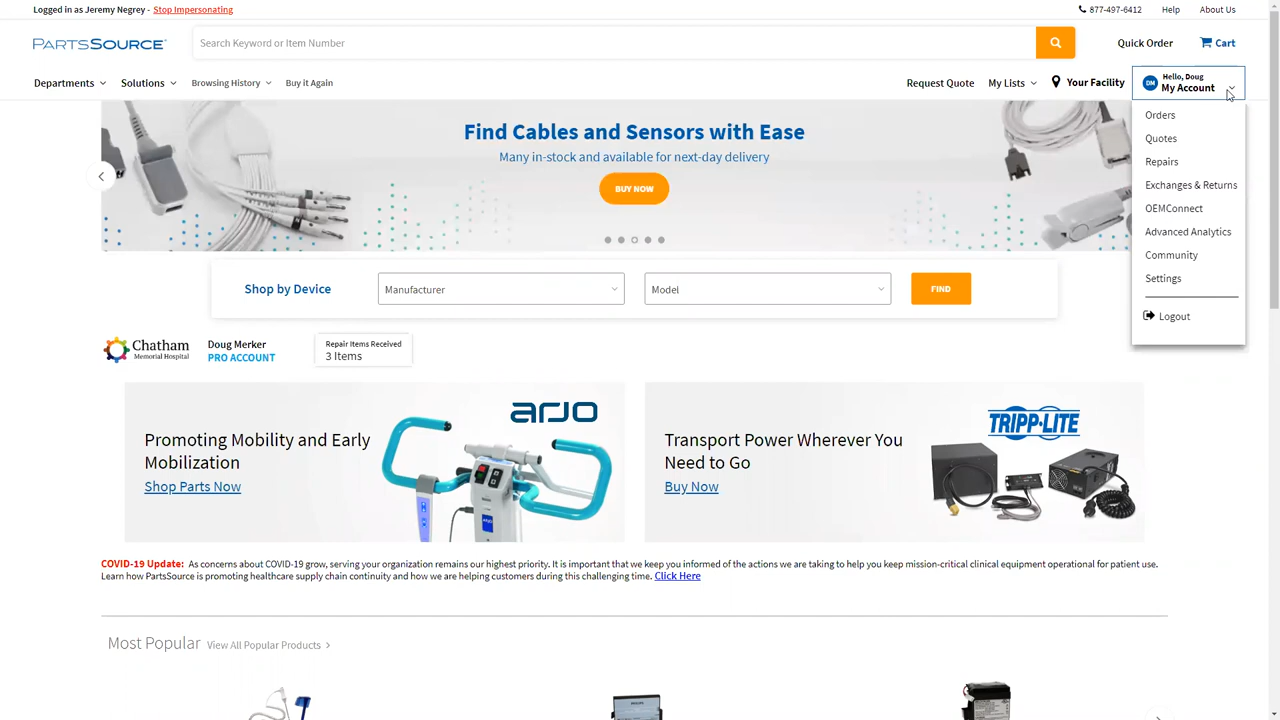 Logged in as Jeremy Negrey - Stop Impersonating
877-497-6412 Help About Us
PARTSSOURCE
Search Keyword or Item Number
Quick Order
Cart
Departments
Solutions
Browsing History
Buy it Again
Request Quote
My Lists
Your Facility
DM
Hello, Doug
My Account
Orders
Quotes
Repairs
Exchanges & Returns
OEMConnect
Advanced Analytics
Community
Settings
Logout
Find Cables and Sensors with Ease
Many in-stock and available for next-day delivery
BUY NOW
Shop by Device
Manufacturer
Model
FIND
Chatham
Memorial Hospital
Doug Merker
PRO ACCOUNT
Repair Items Received
3 Items
arjo
Promoting Mobility and Early
Mobilization
Shop Parts Now
TRIPP-LITE
Transport Power Wherever You
Need to Go
Buy Now
COVID-19 Update: As concerns about COVID-19 grow, serving your organization remains our highest priority. It is important that we keep you informed of the actions we are taking to help you keep mission-critical clinical equipment operational for patient use.
Learn how PartsSource is promoting healthcare supply chain continuity and how we are helping customers during this challenging time. Click Here
Most Popular
View All Popular Products